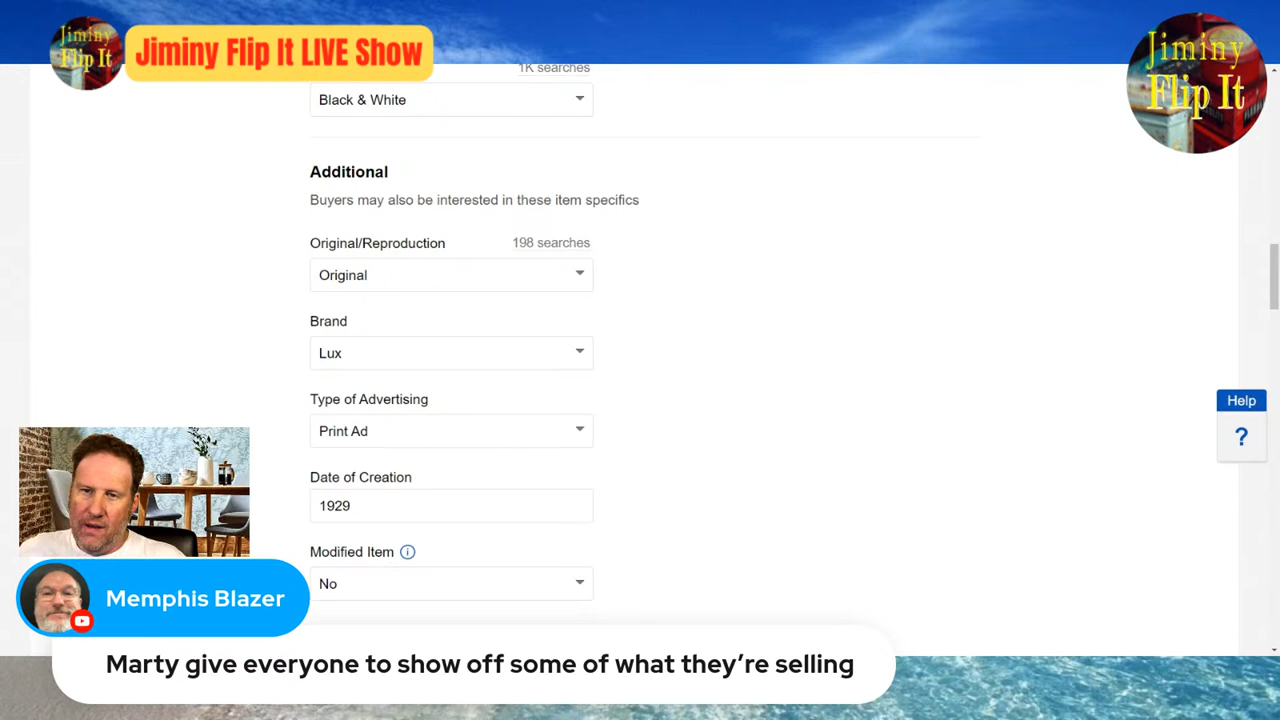 Jiminy
Flip It
Jiminy Flip It LIVE Show
Jiminy
Flip It
1K searches
Black & White
Additional
Buyers may also be interested in these item specifics
Original/Reproduction 198 searches
Original
Brand
Lux
Type of Advertising
Print Ad
Date of Creation
1929
Modified Item i
No
Help
?
Memphis Blazer
Marty give everyone to show off some of what they’re selling